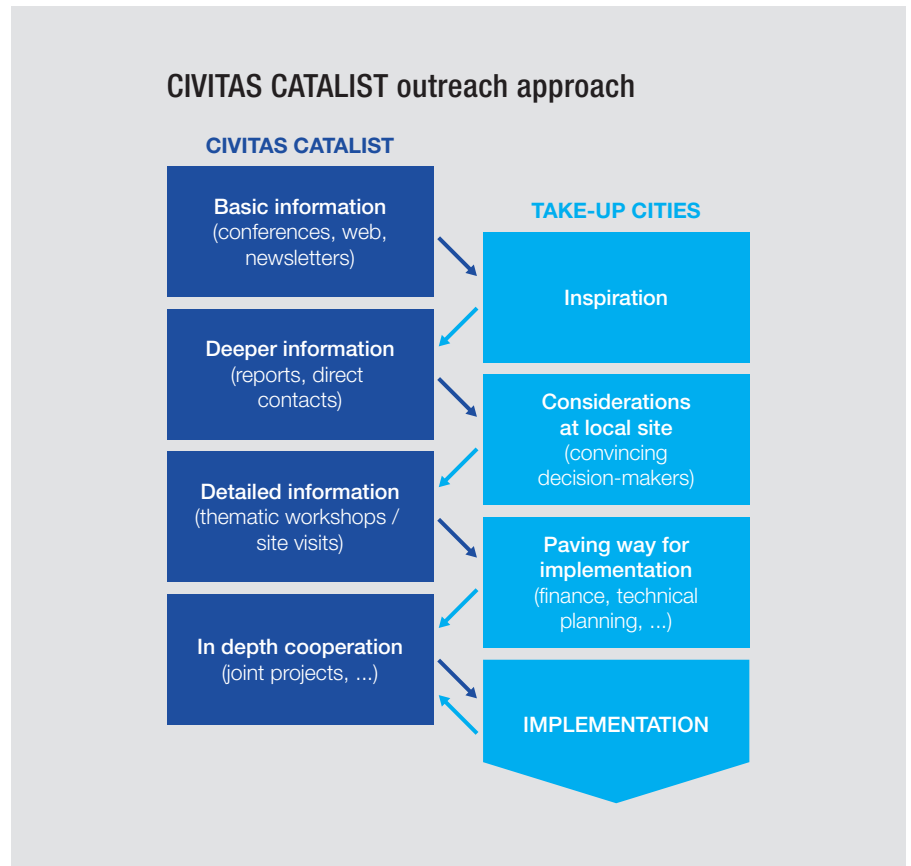 CIVITAS CATALIST outreach approach
CIVITAS CATALIST
Basic information
(conferences, web,
newsletters)
Deeper information
(reports, direct
contacts)
Detailed information
(thematic workshops /
site visits)
In depth cooperation
(joint projects, ...)
TAKE-UP CITIES
Inspiration
Considerations
at local site
(convincing
decision-makers)
Paving way for
implementation
(finance, technical
planning, ...)
IMPLEMENTATION